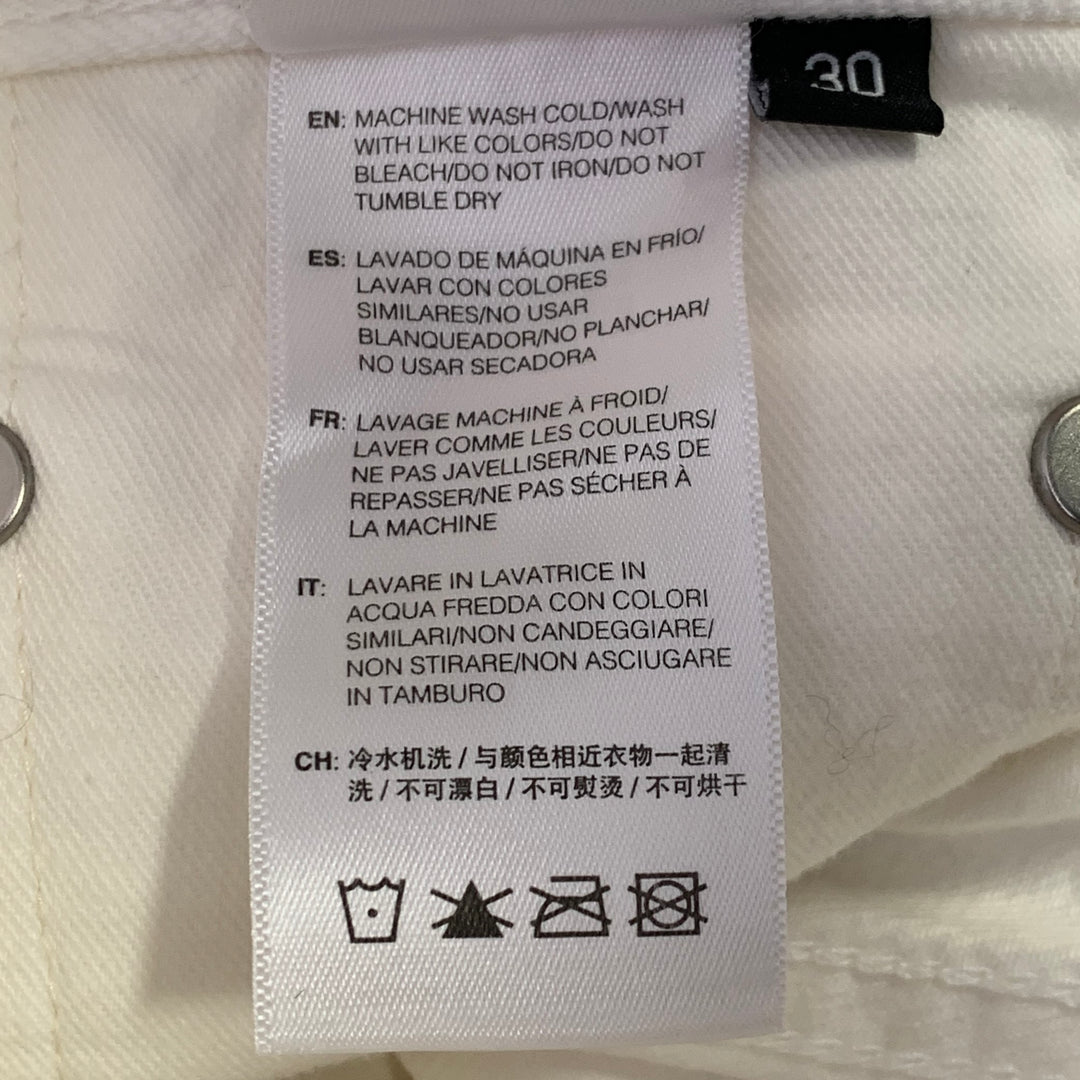 30
EN: MACHINE WASH COLD/WASH
WITH LIKE COLORS/DO NOT
BLEACH/DO NOT IRON/DO NOT
TUMBLE DRY
ES: LAVADO DE MÁQUINA EN FRÍO/
LAVAR CON COLORES
SIMILARES/NO USAR
BLANQUEADOR/NO PLANCHAR/
NO USAR SECADORA
FR: LAVAGE MACHINE À FROID/
LAVER COMME LES COULEURS/
NE PAS JAVELLISER/NE PAS DE
REPASSER/NE PAS SÉCHER À
LA MACHINE
IT: LAVARE IN LAVATRICE IN
ACQUA FREDDA CON COLORI
SIMILARI/NON CANDEGGIARE/
NON STIRARE/NON ASCIUGARE
IN TAMBURO
CH: 冷水机洗 / 与颜色相近衣物一起清
洗 / 不可漂白 / 不可熨烫 / 不可烘干